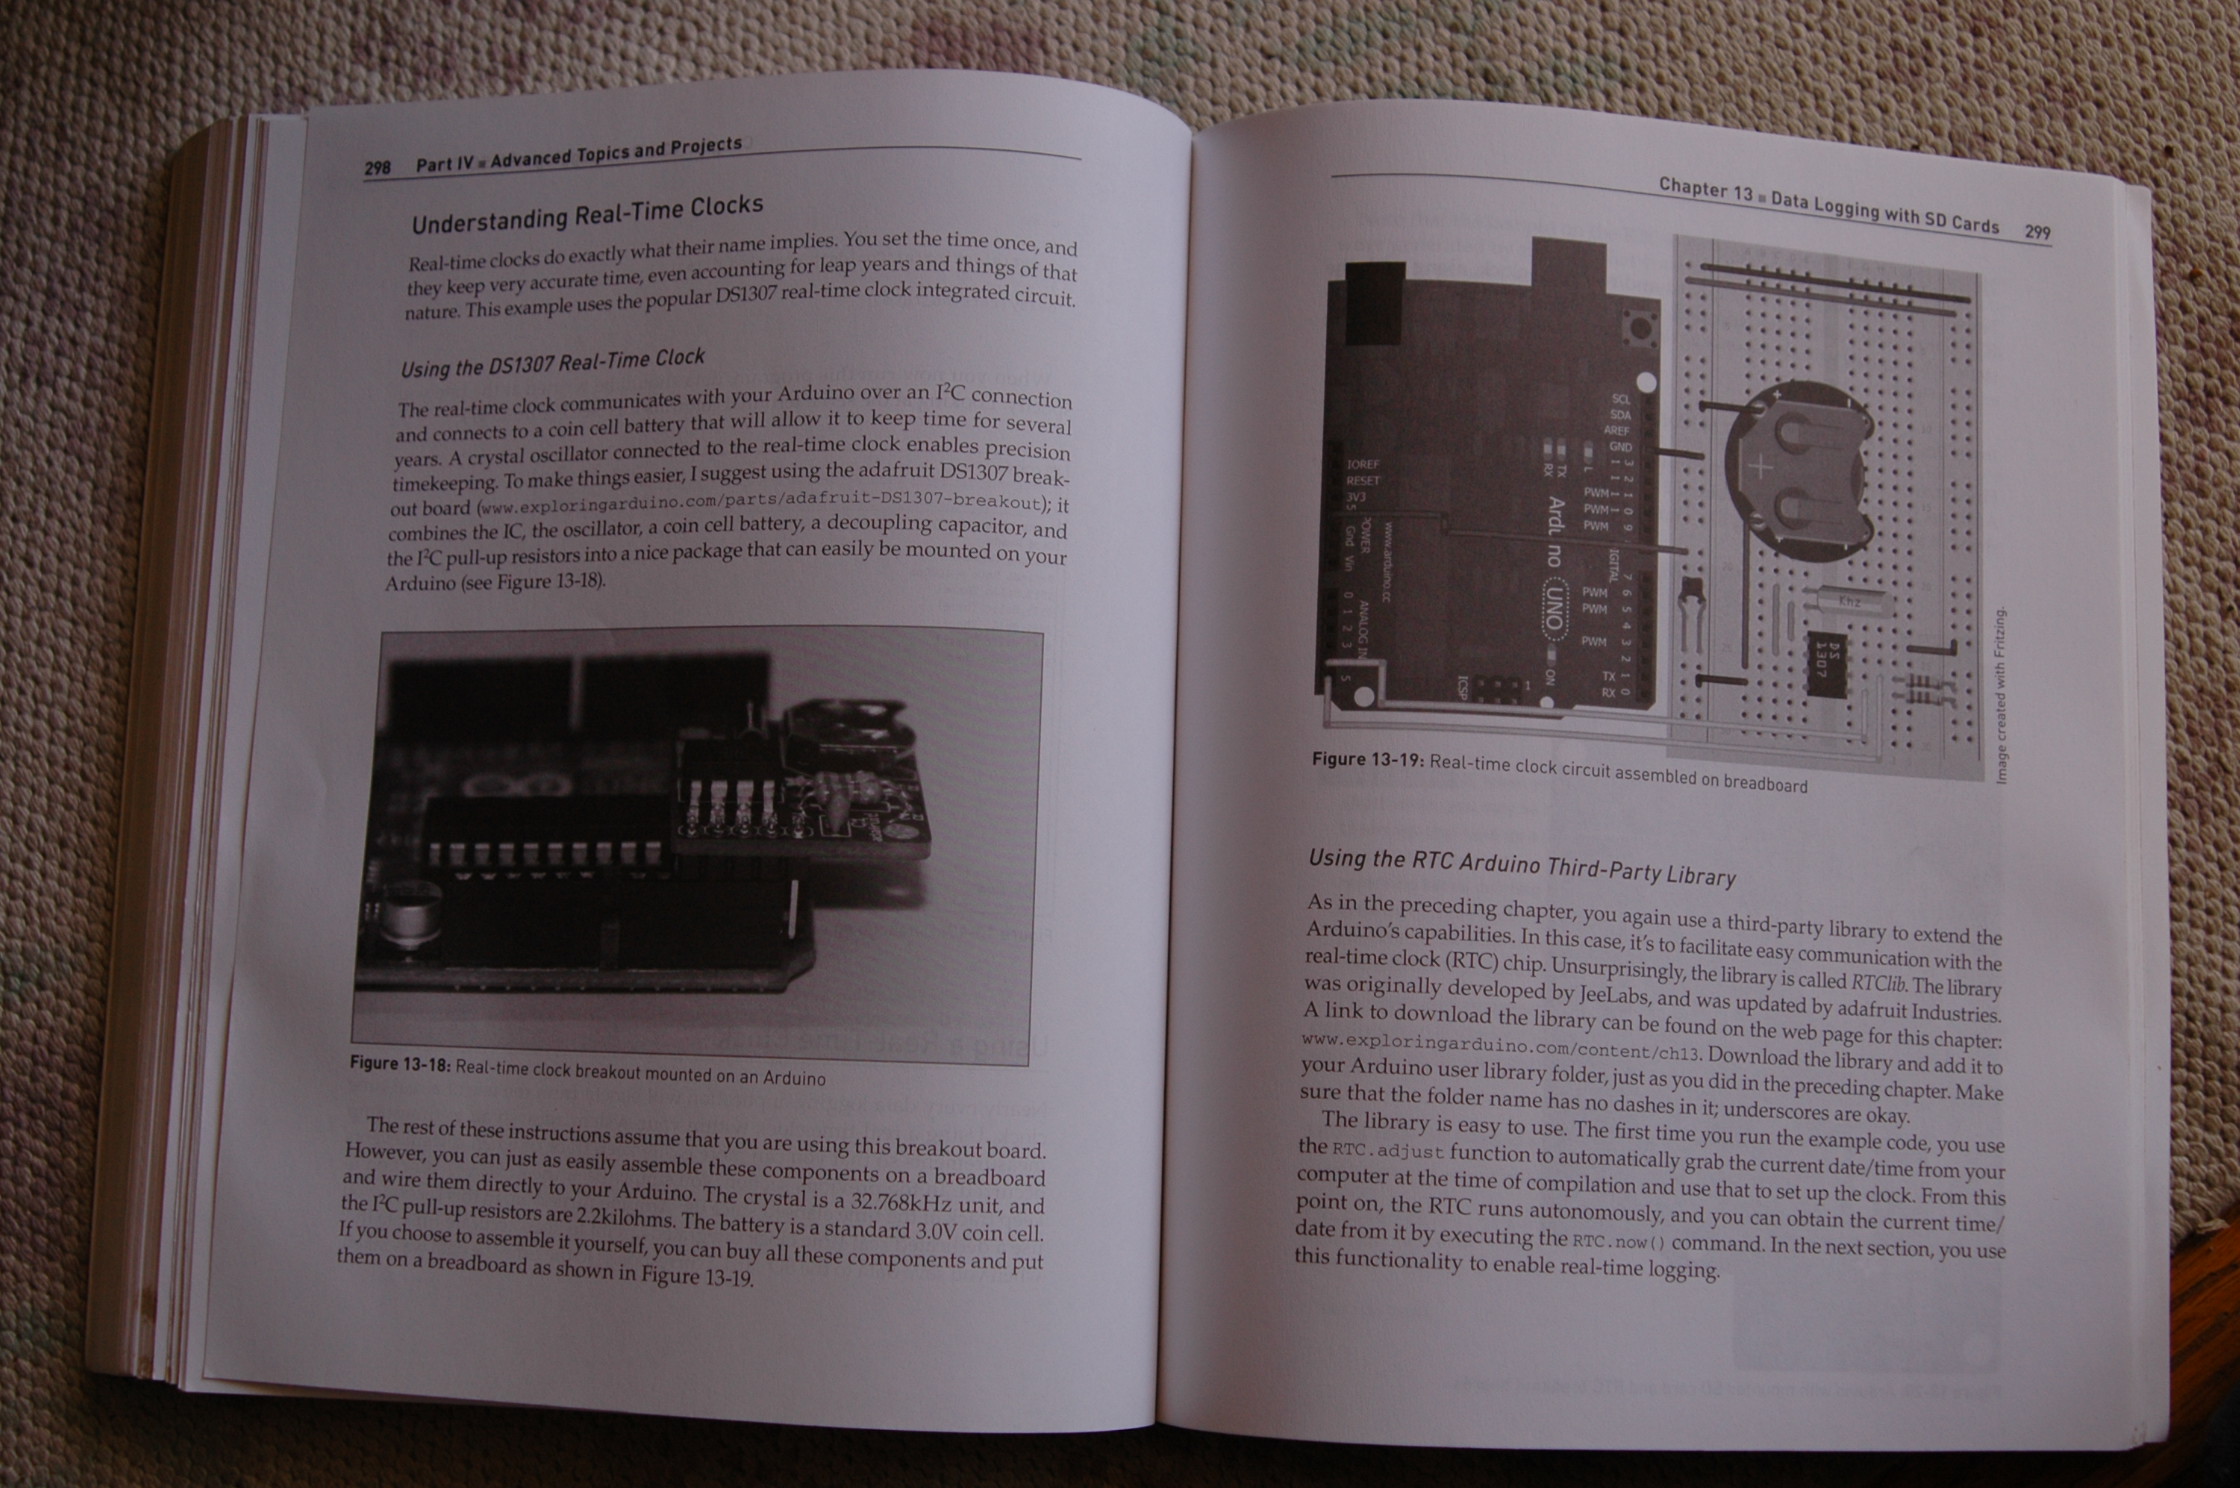 298 Part IV ■ Advanced Topics and Projects
Understanding Real-Time Clocks
Real-time clocks do exactly what their name implies. You set the time once, and
they keep very accurate time, even accounting for leap years and things of that
nature. This example uses the popular DS1307 real-time clock integrated circuit.
Using the DS1307 Real-Time Clock
The real-time clock communicates with your Arduino over an I²C connection
and connects to a coin cell battery that will allow it to keep time for several
years. A crystal oscillator connected to the real-time clock enables precision
timekeeping. To make things easier, I suggest using the adafruit DS1307 break-
out board (www.exploringarduino.com/parts/adafruit-DS1307-breakout); it
combines the IC, the oscillator, a coin cell battery, a decoupling capacitor, and
the I²C pull-up resistors into a nice package that can easily be mounted on your
Arduino (see Figure 13-18).
Figure 13-18: Real-time clock breakout mounted on an Arduino
The rest of these instructions assume that you are using this breakout board.
However, you can just as easily assemble these components on a breadboard
and wire them directly to your Arduino. The crystal is a 32.768kHz unit, and
the I²C pull-up resistors are 2.2kilohms. The battery is a standard 3.0V coin cell.
If you choose to assemble it yourself, you can buy all these components and put
them on a breadboard as shown in Figure 13-19.
Chapter 13 ■ Data Logging with SD Cards 299
SCL
SDA
AREF
GND
IOREF
RESET
3V3
POWER
Gnd Vin
www.arduino.cc
ANALOG IN
0 1 2 3
5
RX
TX
L
PWM
PWM
PWM
PWM
PWM
PWM
TX
RX
7 6 5 4 3 2 1 0
UNO
ON
ICSP
1
Khz
DS
1307
Image created with Fritzing.
Figure 13-19: Real-time clock circuit assembled on breadboard
Using the RTC Arduino Third-Party Library
As in the preceding chapter, you again use a third-party library to extend the
Arduino's capabilities. In this case, it's to facilitate easy communication with the
real-time clock (RTC) chip. Unsurprisingly, the library is called RTClib. The library
was originally developed by JeeLabs, and was updated by adafruit Industries.
A link to download the library can be found on the web page for this chapter:
www.exploringarduino.com/content/ch13. Download the library and add it to
your Arduino user library folder, just as you did in the preceding chapter. Make
sure that the folder name has no dashes in it; underscores are okay.
The library is easy to use. The first time you run the example code, you use
the RTC.adjust function to automatically grab the current date/time from your
computer at the time of compilation and use that to set up the clock. From this
point on, the RTC runs autonomously, and you can obtain the current time/
date from it by executing the RTC.now() command. In the next section, you use
this functionality to enable real-time logging.